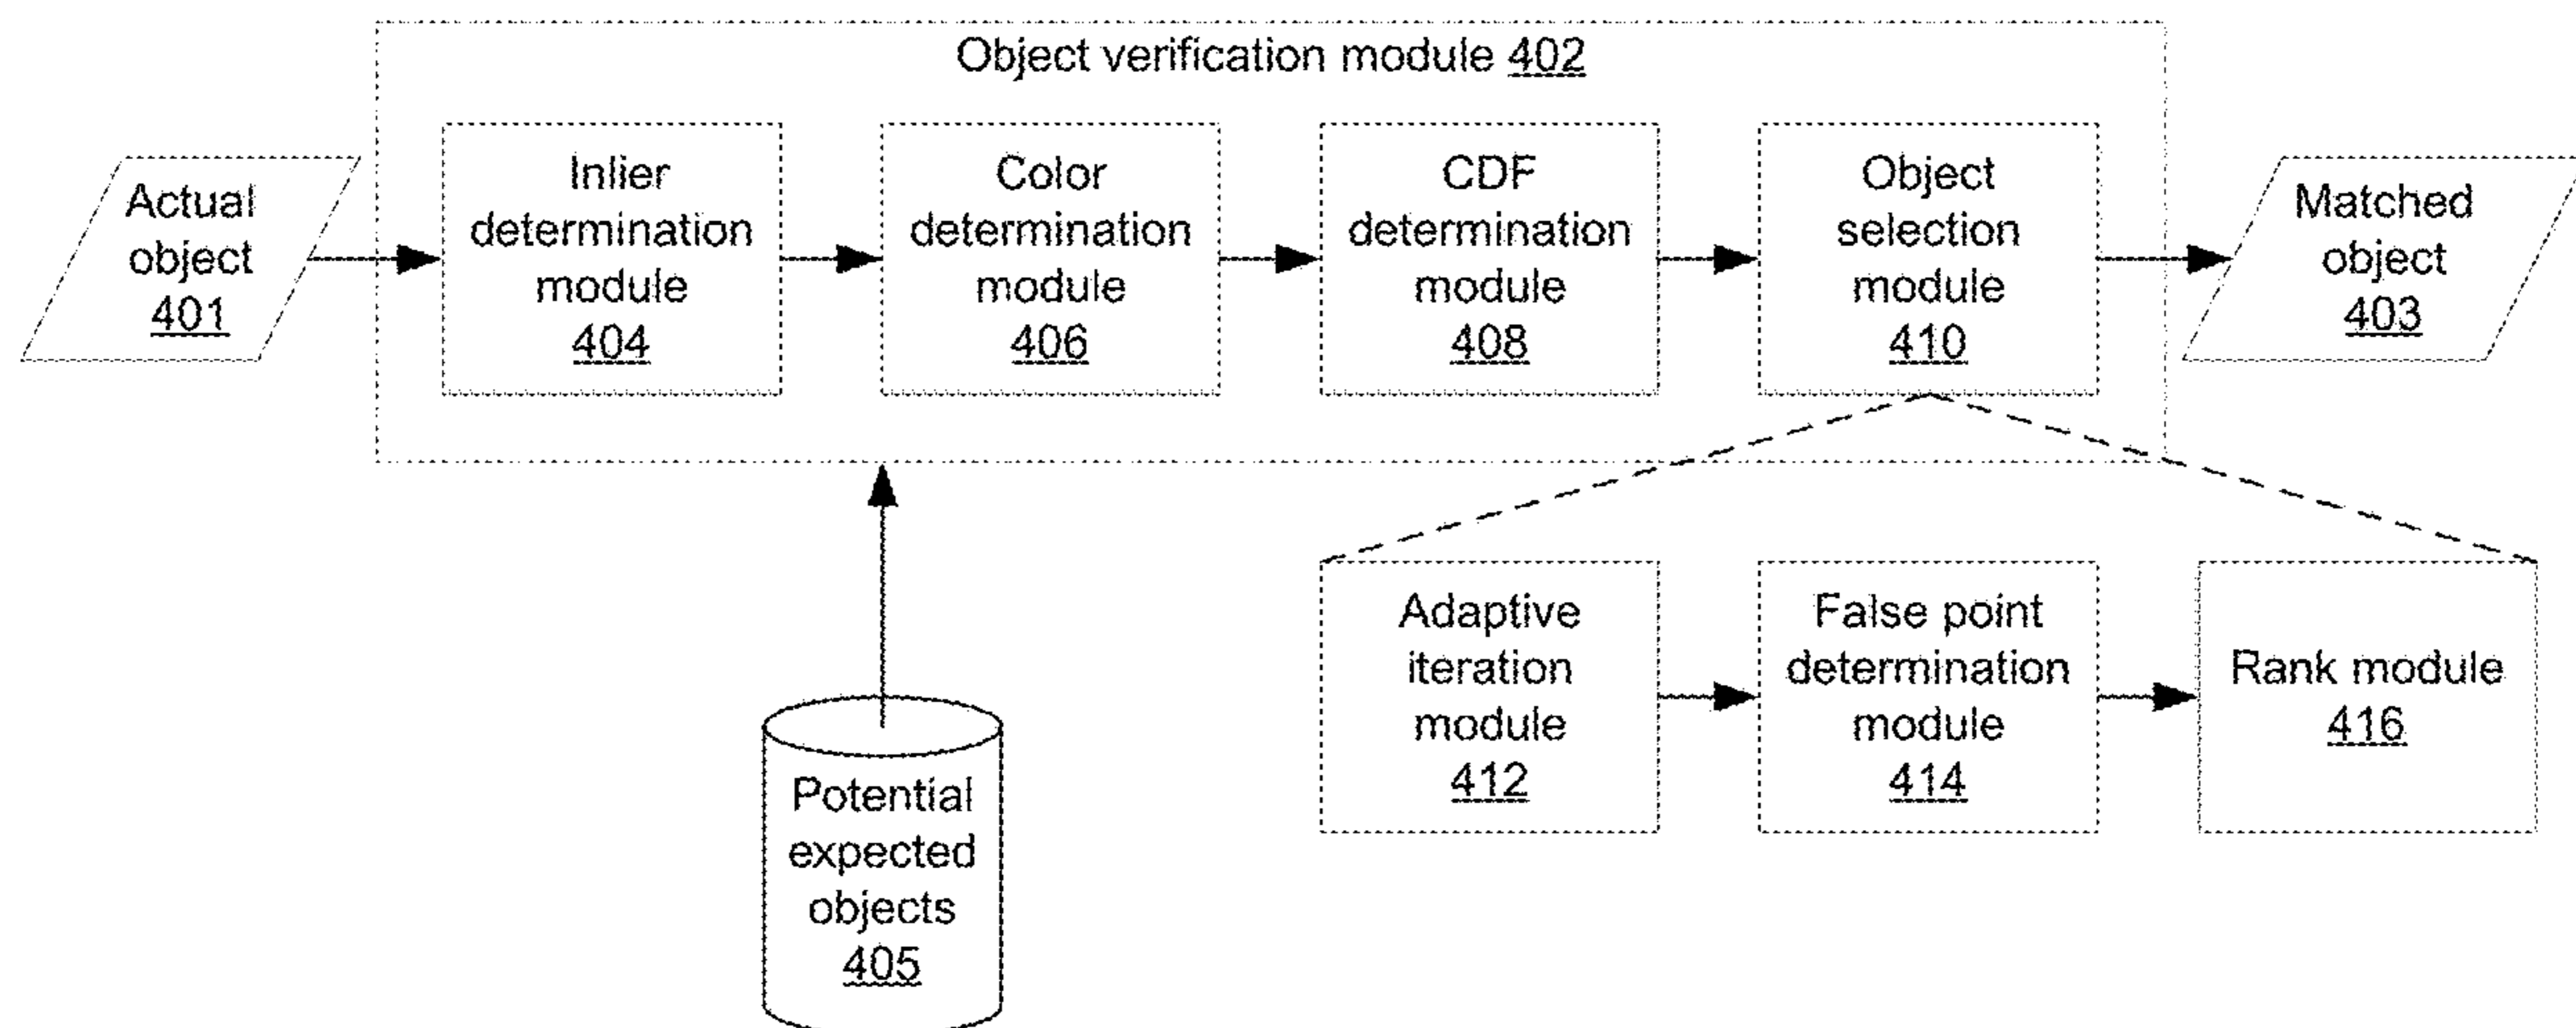 Object verification module 402
Actual
object
401
Inlier
determination
module
404
Color
determination
module
406
CDF
determination
module
408
Object
selection
module
410
Matched
object
403
Adaptive
iteration
module
412
False point
determination
module
414
Rank module
416
Potential
expected
objects
405